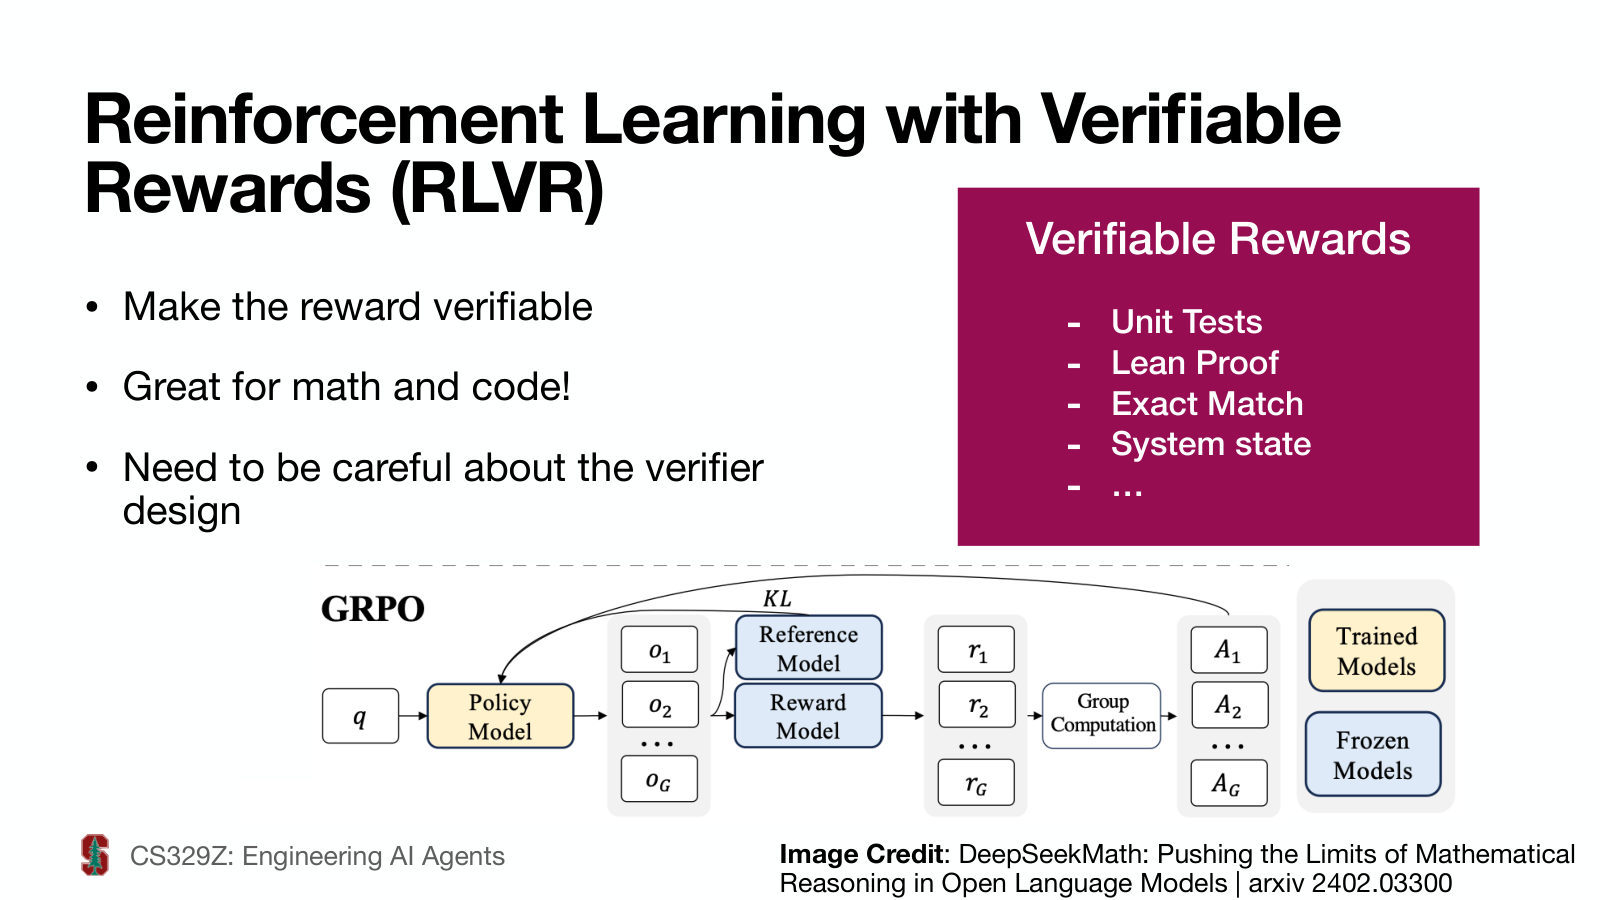 Reinforcement Learning with Verifiable
Rewards (RLVR)
• Make the reward verifiable
• Great for math and code!
• Need to be careful about the verifier
design
Verifiable Rewards
- Unit Tests
- Lean Proof
- Exact Match
- System state
- ...
GRPO
q
Policy
Model
o₁
o₂
...
o_G
KL
Reference
Model
Reward
Model
r₁
r₂
...
r_G
Group
Computation
A₁
A₂
...
A_G
Trained
Models
Frozen
Models
CS329Z: Engineering AI Agents
Image Credit: DeepSeekMath: Pushing the Limits of Mathematical
Reasoning in Open Language Models | arxiv 2402.03300